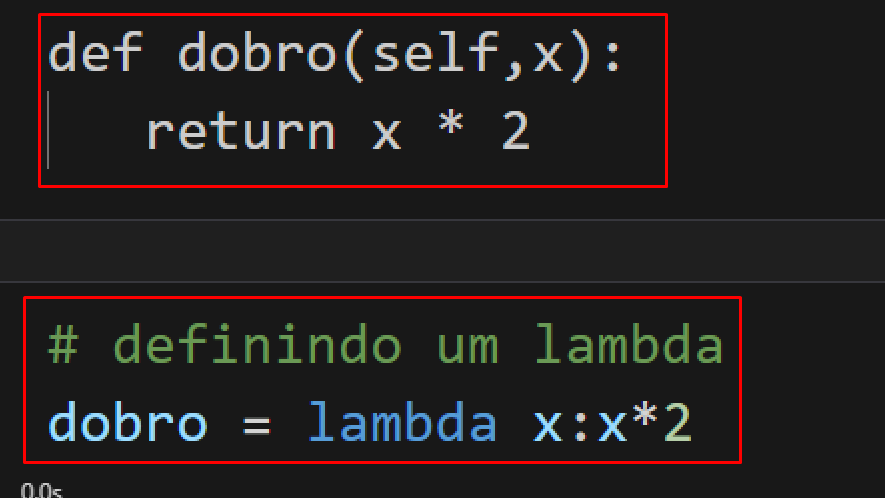 def dobro(self,x):
return x * 2
# definindo um lambda
dobro = lambda x:x*2
0.0s